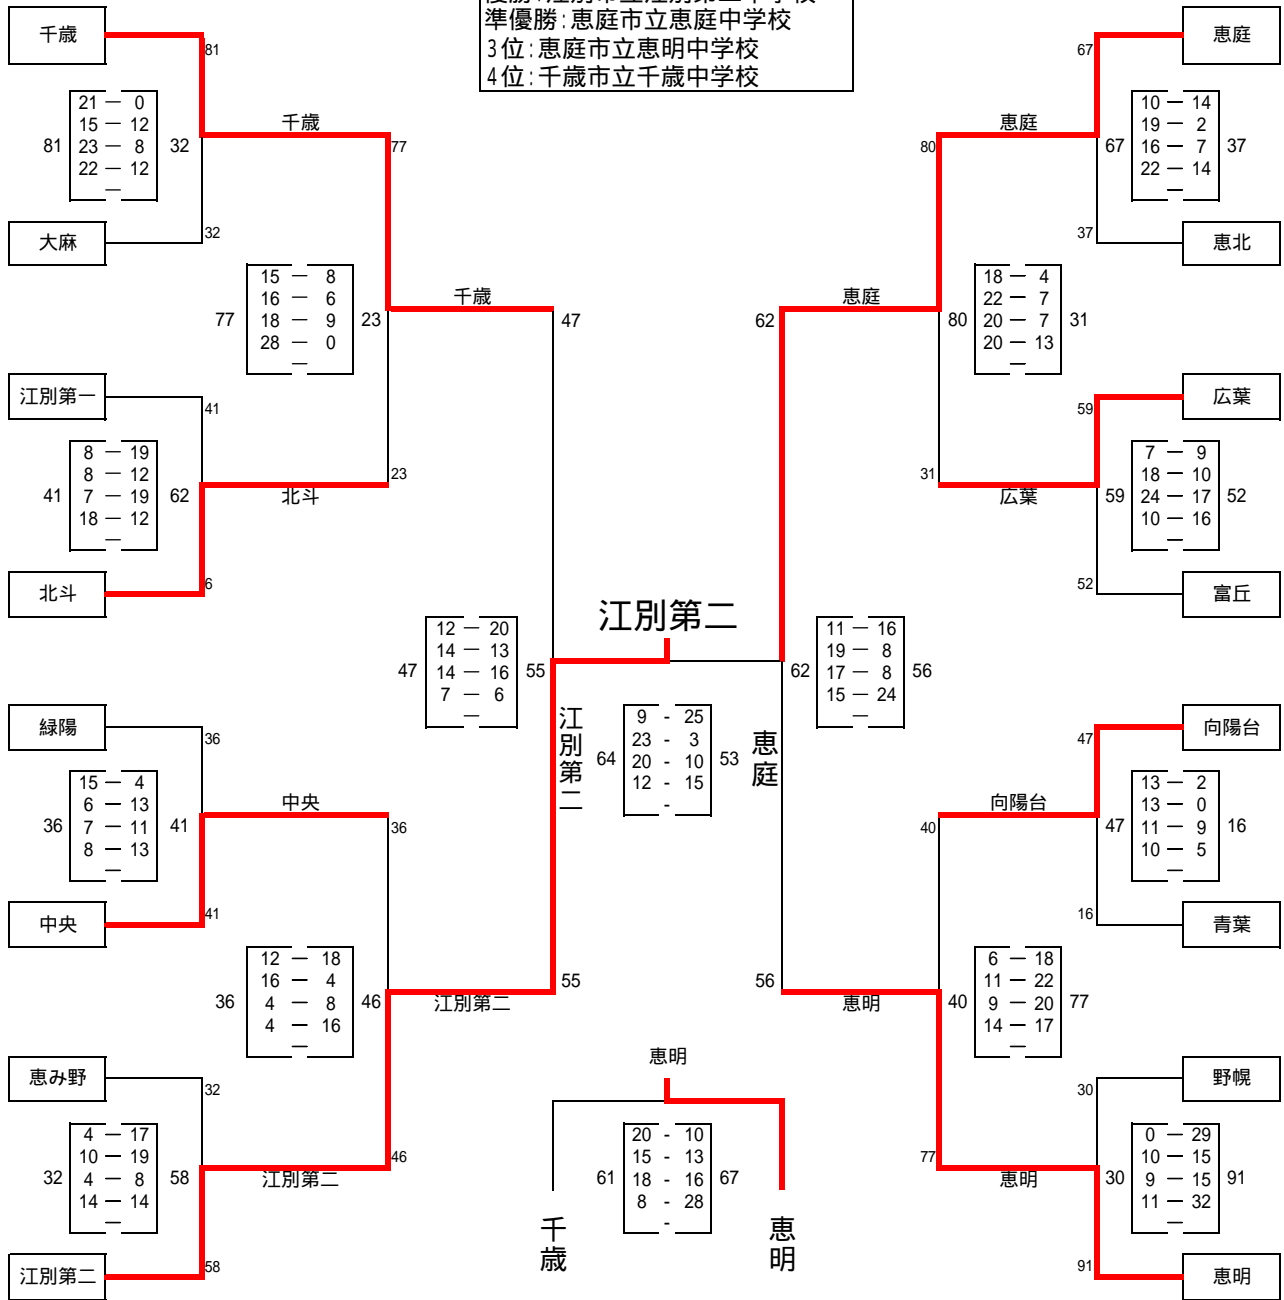 準優勝:恵庭市立恵庭中学校
3位:恵庭市立恵明中学校
4位:千歳市立千歳中学校
千歳
81
21 — 0
15 — 12
81 23 — 8 32
22 — 12
—
大麻
32
千歳
77
15 — 8
16 — 6
77 18 — 9 23
28 — 0
—
江別第一
41
8 — 19
8 — 12
41 7 — 19 62
18 — 12
—
北斗
6
北斗
23
千歳
47
12 — 20
14 — 13
47 14 — 16 55
7 — 6
—
緑陽
36
15 — 4
6 — 13
36 7 — 11 41
8 — 13
—
中央
41
中央
36
12 — 18
16 — 4
36 4 — 8 46
4 — 16
—
恵み野
32
4 — 17
10 — 19
32 4 — 8 58
14 — 14
—
江別第二
58
江別第二
46
江別第二
55
江別第二
江別第二
9 - 25
23 - 3
64 20 - 10 53
12 - 15
-
恵庭
恵明
20 - 10
15 - 13
61 18 - 16 67
8 - 28
-
千歳
恵明
恵庭
67
10 — 14
19 — 2
67 16 — 7 37
22 — 14
—
恵北
37
恵庭
80
18 — 4
22 — 7
80 20 — 7 31
20 — 13
—
広葉
59
7 — 9
18 — 10
59 24 — 17 52
10 — 16
—
富丘
52
広葉
31
恵庭
62
11 — 16
19 — 8
62 17 — 8 56
15 — 24
—
向陽台
47
13 — 2
13 — 0
47 11 — 9 16
10 — 5
—
青葉
16
向陽台
40
6 — 18
11 — 22
40 9 — 20 77
14 — 17
—
野幌
30
0 — 29
10 — 15
30 9 — 15 91
11 — 32
—
恵明
91
恵明
77
恵明
56